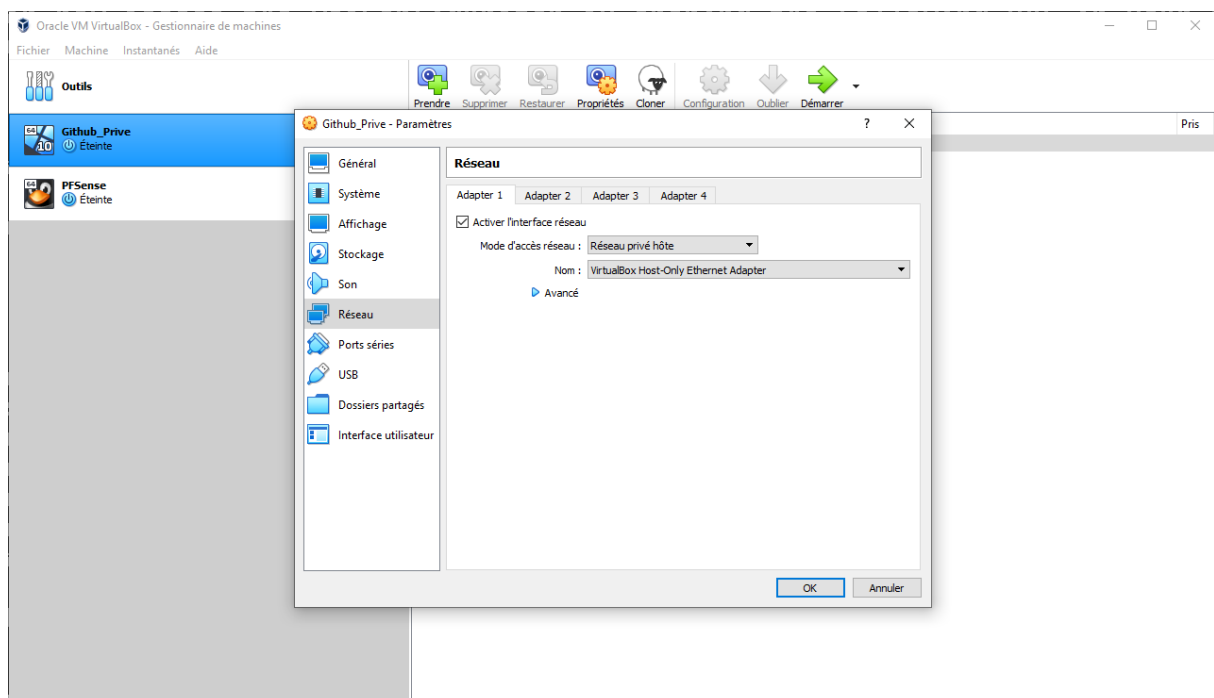 Oracle VM VirtualBox - Gestionnaire de machines
Fichier Machine Instantanés Aide
Outils
Prendre Supprimer Restaurer Propriétés Cloner Configuration Oublier Démarrer
Github_Prive - Paramètres ? 
Pris
64
10
Github_Prive
Éteinte
64
PFSense
Éteinte
Général
Système
Affichage
Stockage
Son
Réseau
Ports séries
USB
Dossiers partagés
Interface utilisateur
Réseau
Adapter 1 Adapter 2 Adapter 3 Adapter 4
Activer l'interface réseau
Mode d'accès réseau : Réseau privé hôte
Nom : VirtualBox Host-Only Ethernet Adapter
Avancé
OK Annuler